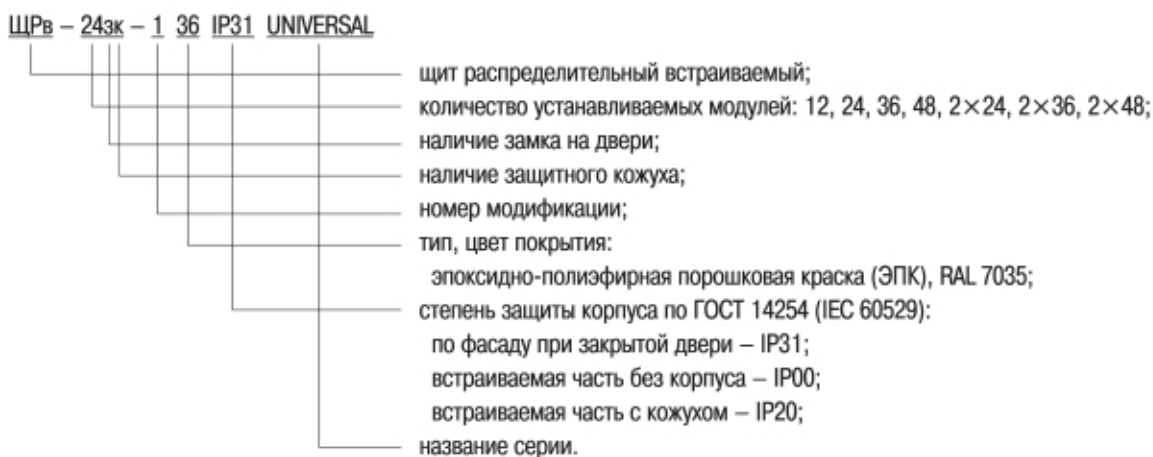 ЩРв – 24зк – 1 36 IP31 UNIVERSAL
щит распределительный встраиваемый;
количество устанавливаемых модулей: 12, 24, 36, 48, 2×24, 2×36, 2×48;
наличие замка на двери;
наличие защитного кожуха;
номер модификации;
тип, цвет покрытия:
эпоксидно-полиэфирная порошковая краска (ЭПК), RAL 7035;
степень защиты корпуса по ГОСТ 14254 (IEC 60529):
по фасаду при закрытой двери – IP31;
встраиваемая часть без корпуса – IP00;
встраиваемая часть с кожухом – IP20;
название серии.